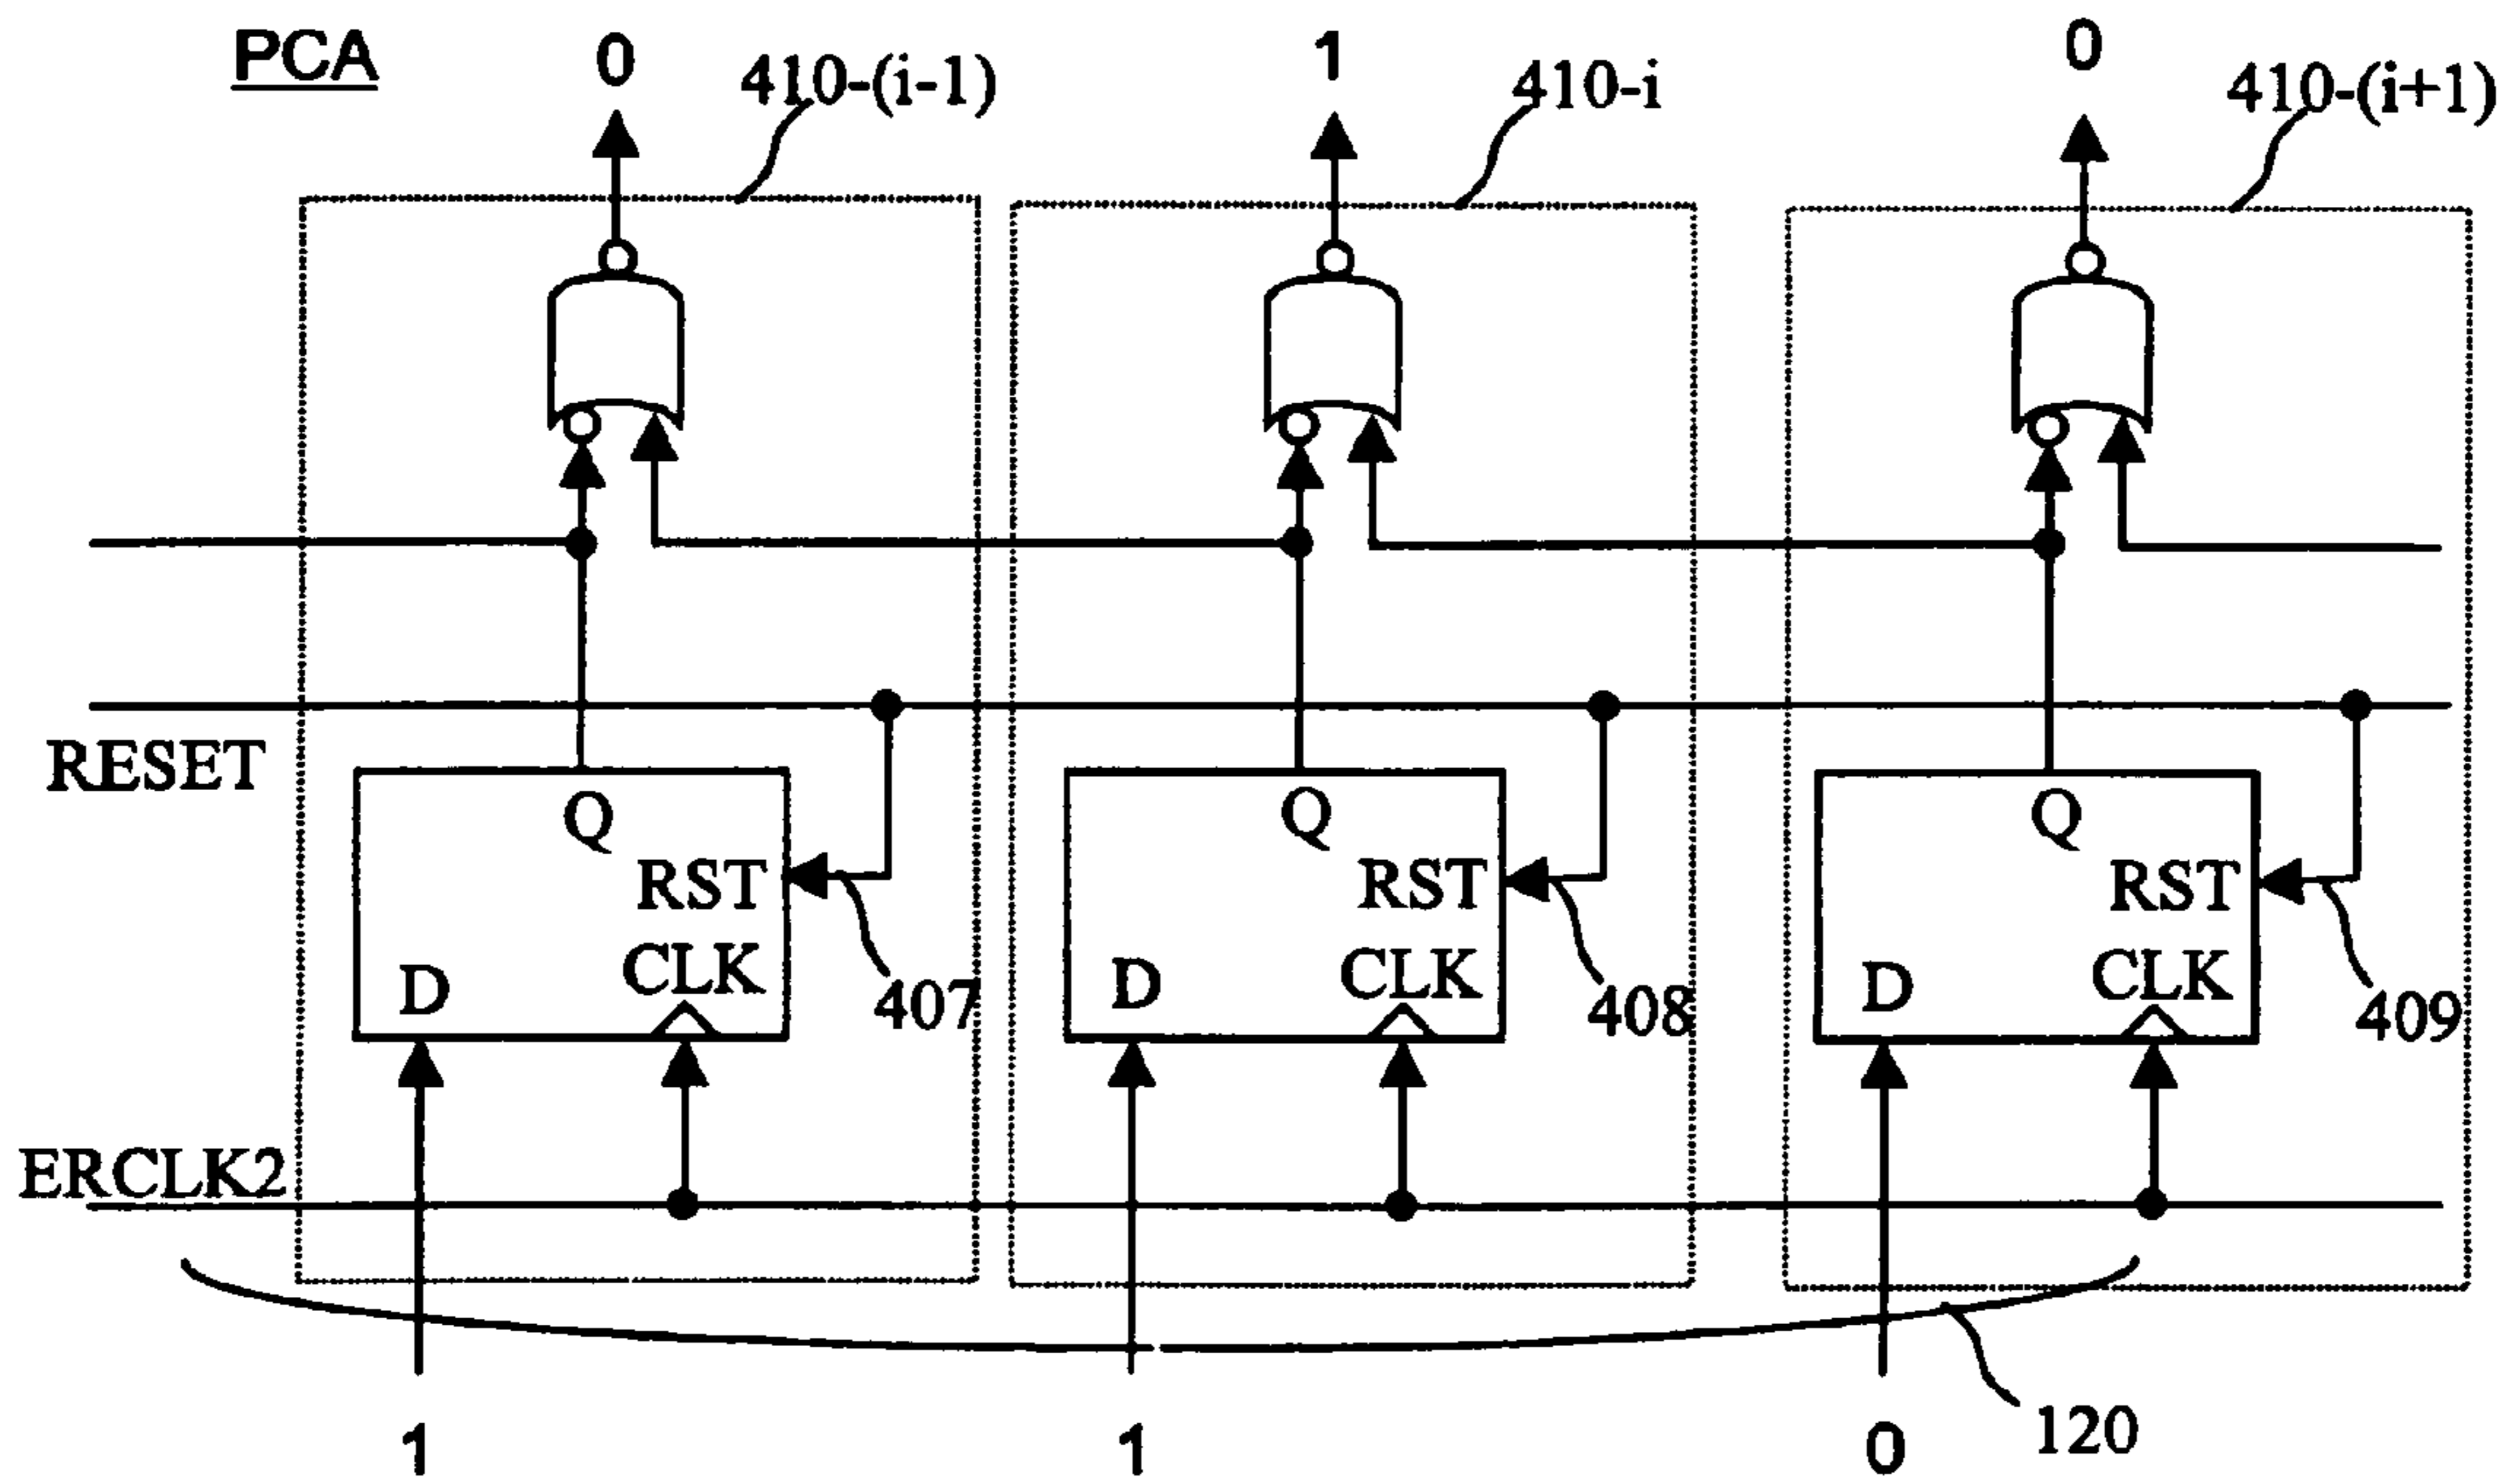 PCA
0
410-(i-1)
1
410-i
0
410-(i+1)
RESET
Q
RST
CLK
D
407
Q
RST
CLK
D
408
Q
RST
CLK
D
409
ERCLK2
1
1
0
120